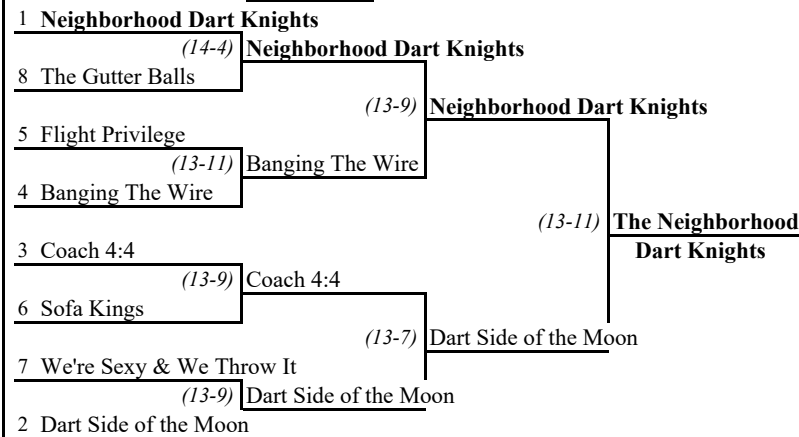 1 Neighborhood Dart Knights
(14-4) Neighborhood Dart Knights
8 The Gutter Balls
(13-9) Neighborhood Dart Knights
5 Flight Privilege
(13-11) Banging The Wire
4 Banging The Wire
(13-11) The Neighborhood
Dart Knights
3 Coach 4:4
(13-9) Coach 4:4
6 Sofa Kings
(13-7) Dart Side of the Moon
7 We're Sexy & We Throw It
(13-9) Dart Side of the Moon
2 Dart Side of the Moon